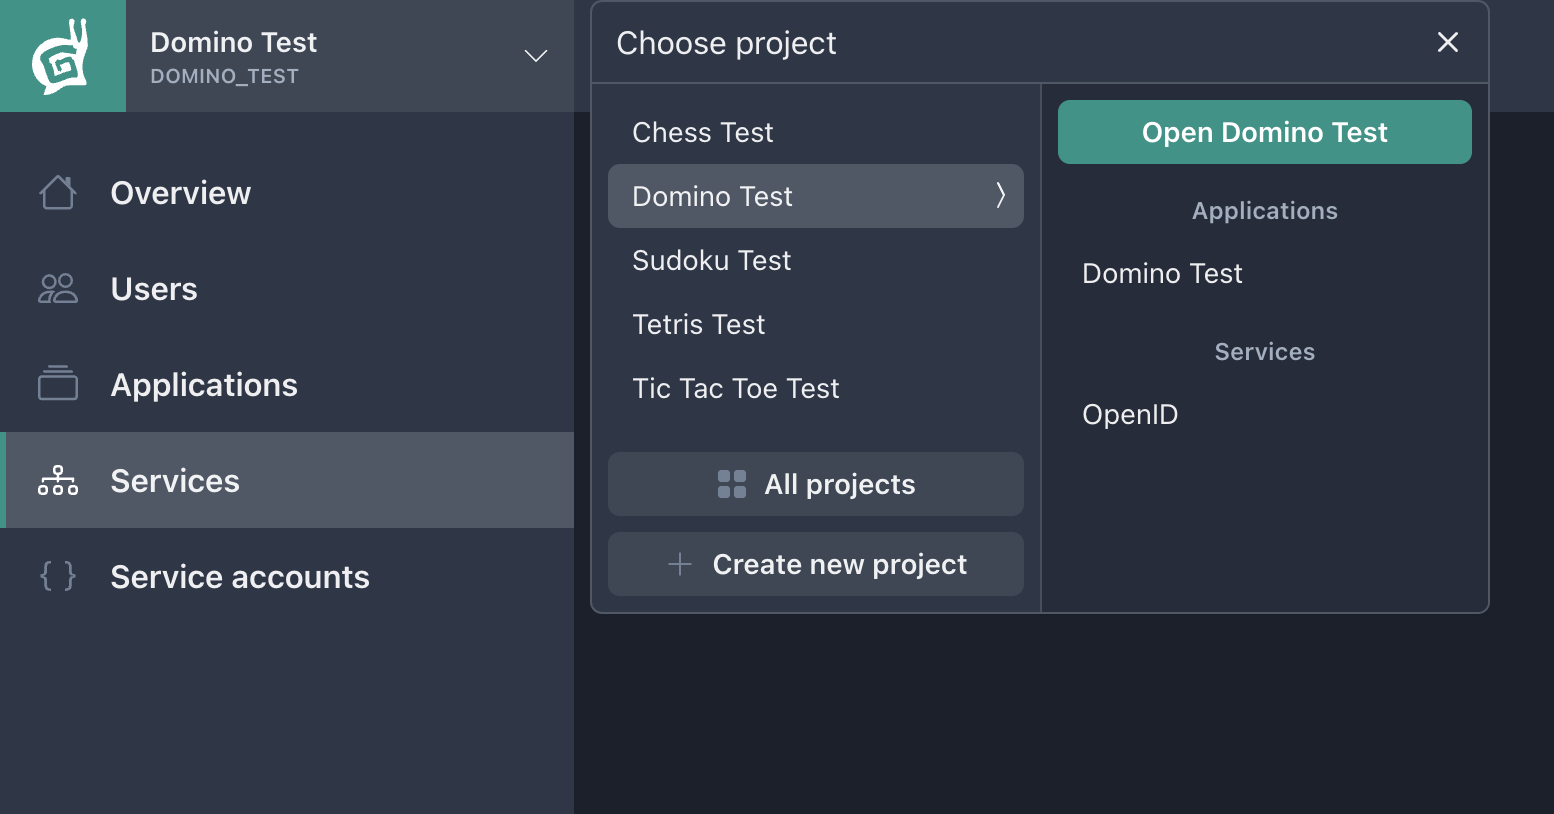 Domino Test
DOMINO_TEST
Overview
Users
Applications
Services
Service accounts
Choose project
Chess Test
Domino Test
Sudoku Test
Tetris Test
Tic Tac Toe Test
All projects
Create new project
Open Domino Test
Applications
Domino Test
Services
OpenID